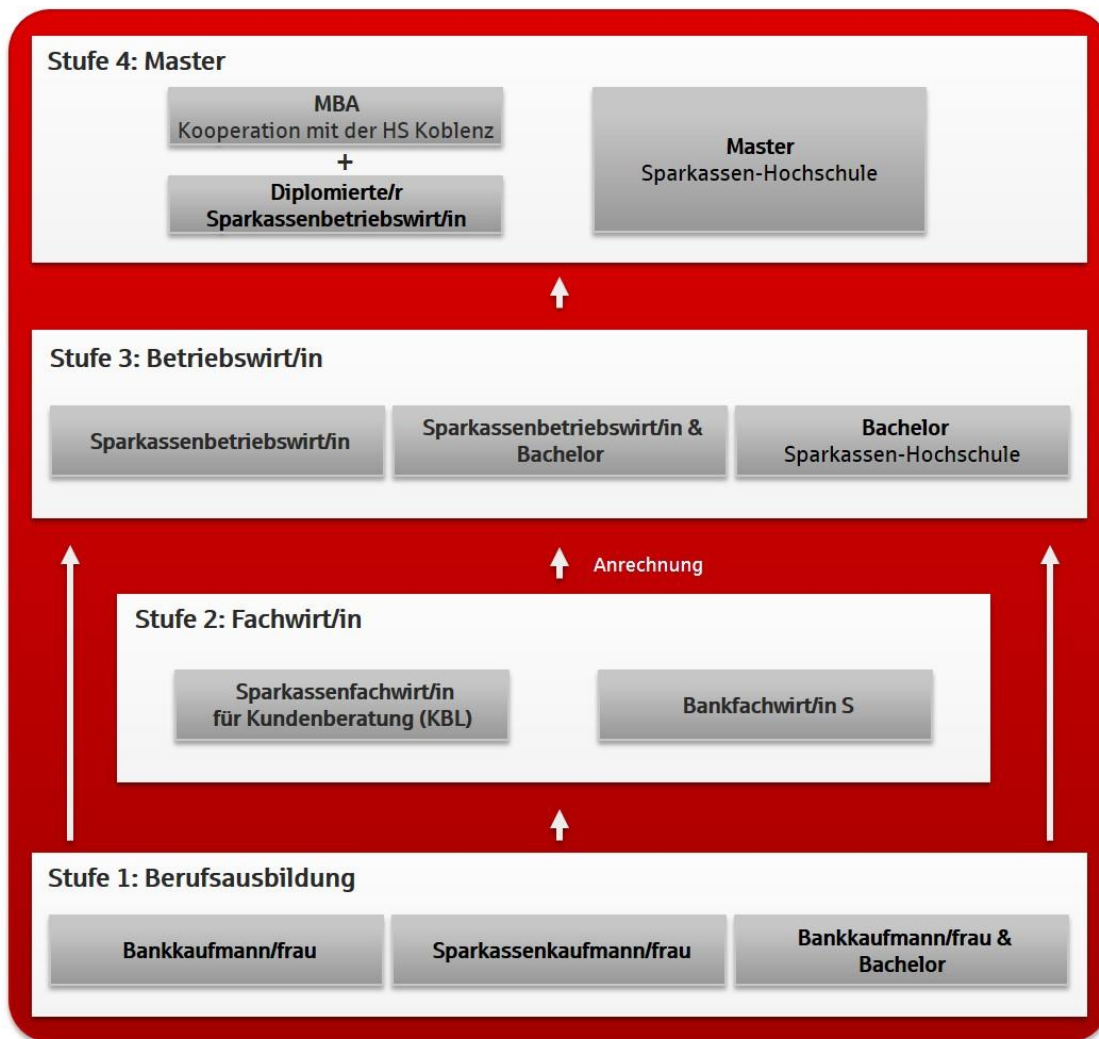 Stufe 4: Master
MBA
Kooperation mit der HS Koblenz
+
Diplomierte/r
Sparkassenbetriebswirt/in
Master
Sparkassen-Hochschule
Stufe 3: Betriebswirt/in
Sparkassenbetriebswirt/in
Sparkassenbetriebswirt/in &
Bachelor
Bachelor
Sparkassen-Hochschule
Anrechnung
Stufe 2: Fachwirt/in
Sparkassenfachwirt/in
für Kundenberatung (KBL)
Bankfachwirt/in S
Stufe 1: Berufsausbildung
Bankkaufmann/frau
Sparkassenkaufmann/frau
Bankkaufmann/frau &
Bachelor